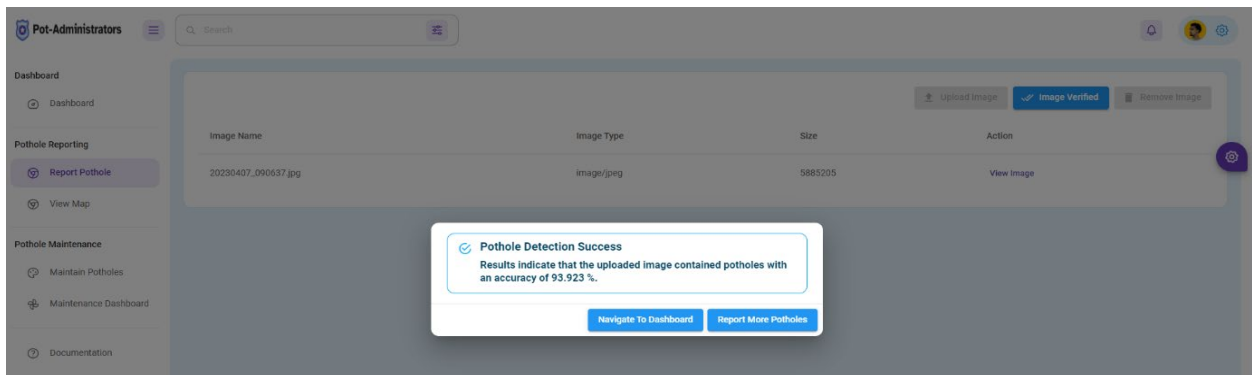 Pot-Administrators
Search
Dashboard
Dashboard
Pothole Reporting
Report Pothole
View Map
Pothole Maintenance
Maintain Potholes
Maintenance Dashboard
Documentation
Upload Image Image Verified Remove Image
Image Name Image Type Size Action
20230407_090637.jpg image/jpeg 5885205 View Image
Pothole Detection Success
Results indicate that the uploaded image contained potholes with
an accuracy of 93.923 %.
Navigate To Dashboard Report More Potholes